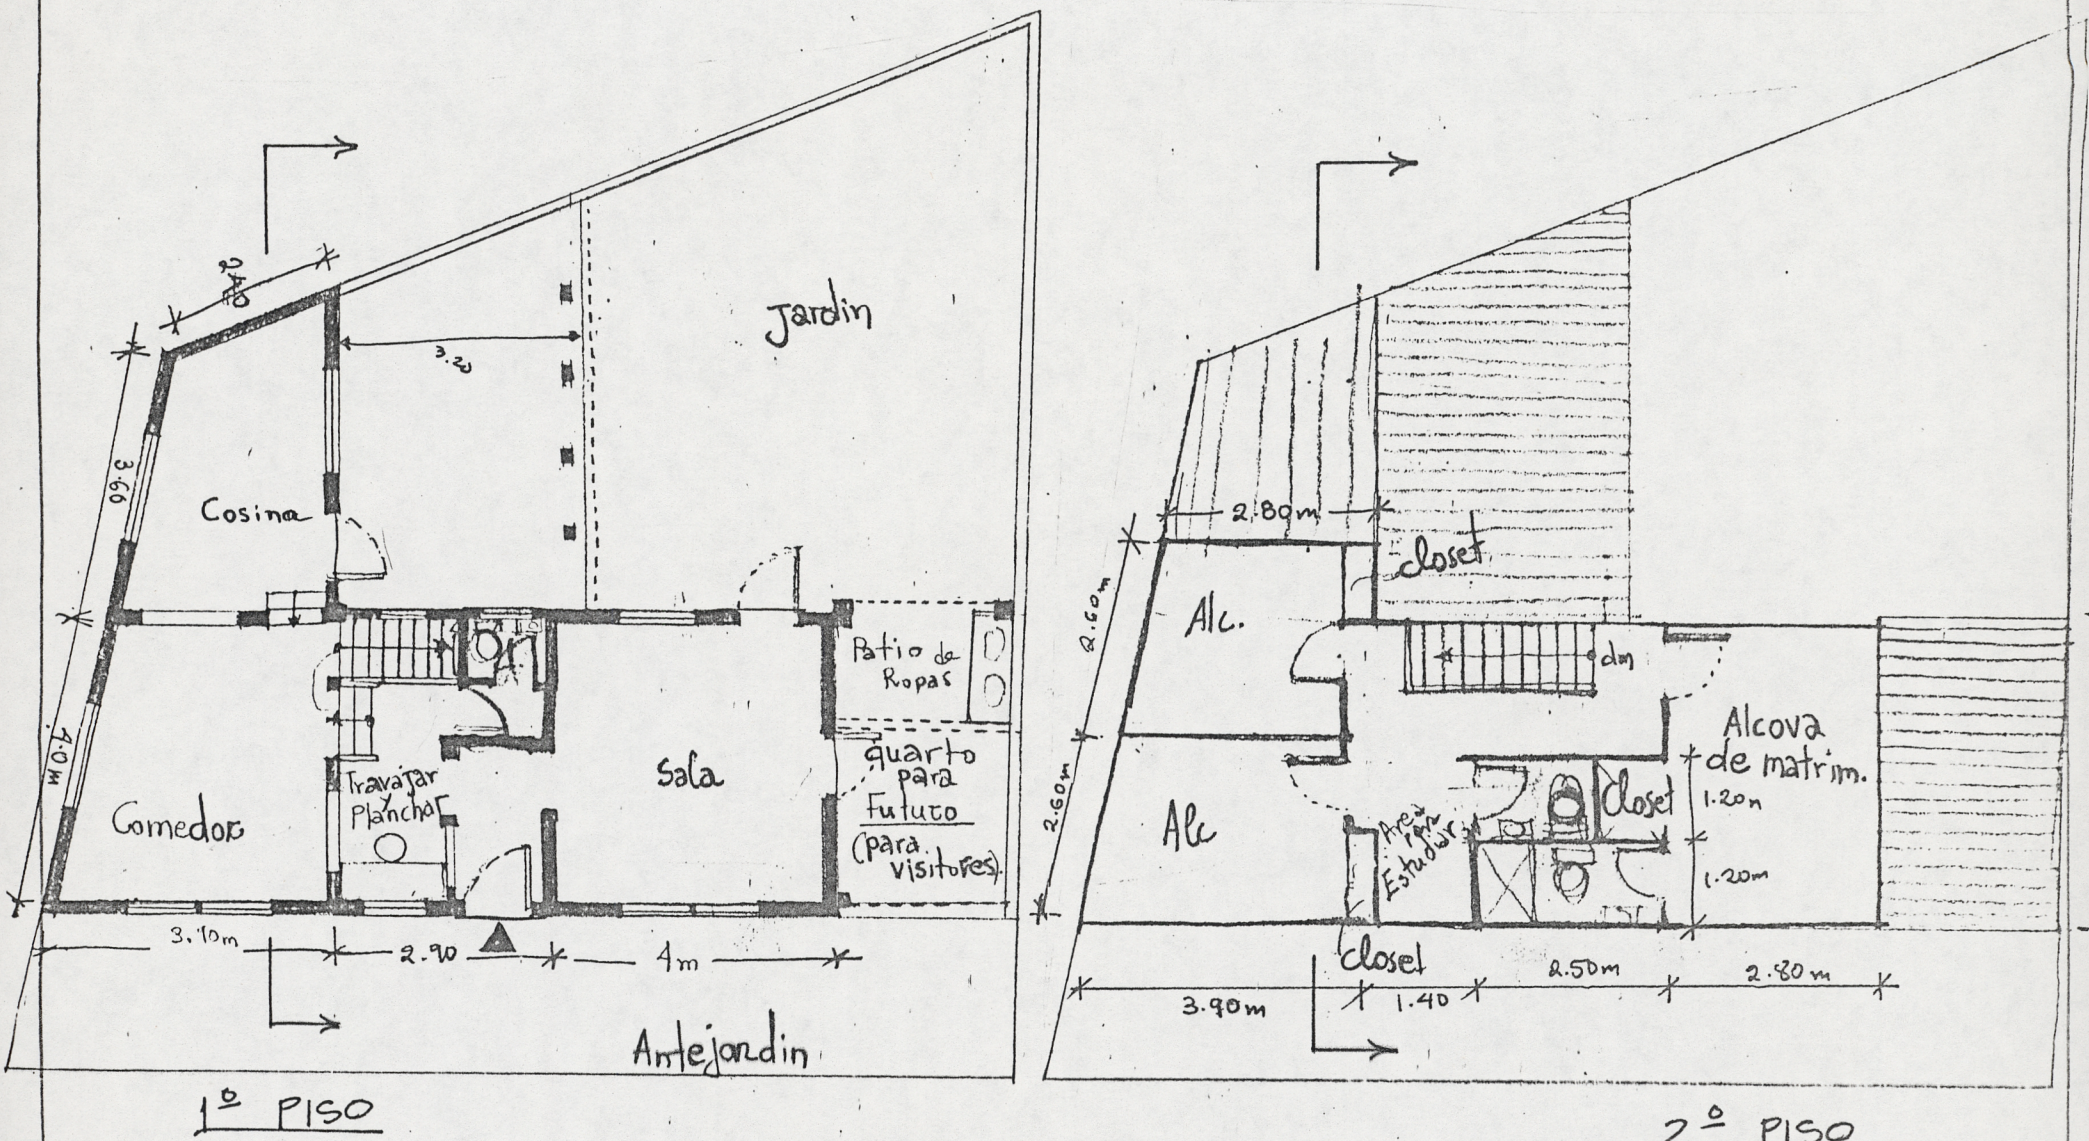 2.40
Jardin
3.20
3.66
Cosina
Patio de
Ropas
4.0m
Sala
Travajar
y
Planchar
Comedor
quarto
para
Futuro
(para
visitores)
2.90
4m
Antejardin
1º PISO
2.80m
closet
2.60m
Alc.
dn
Alcova
de matrim.
2.60m
Alc
Area
Estudiar
closet
1.20m
1.20m
closet
3.90m
1.40
2.50m
2.80m
2º PISO